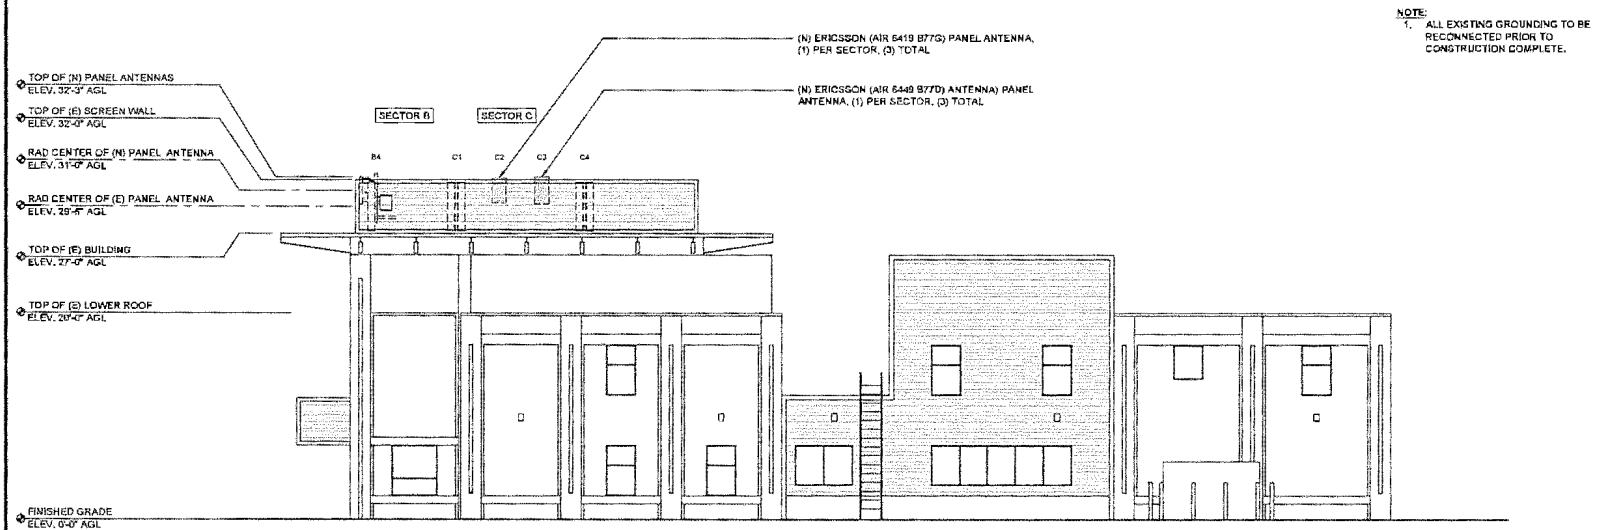 NOTE:
1. ALL EXISTING GROUNDING TO BE
RECONNECTED PRIOR TO
CONSTRUCTION COMPLETE.
(N) ERICSSON (AIR 6419 B77G) PANEL ANTENNA,
(1) PER SECTOR, (3) TOTAL
(N) ERICSSON (AIR 6449 B77D) ANTENNA) PANEL
ANTENNA, (1) PER SECTOR, (3) TOTAL
TOP OF (N) PANEL ANTENNAS
ELEV. 32'-3" AGL
TOP OF (E) SCREEN WALL
ELEV. 32'-0" AGL
RAD CENTER OF (N) PANEL ANTENNA
ELEV. 31'-0" AGL
RAD CENTER OF (E) PANEL ANTENNA
ELEV. 29'-6" AGL
TOP OF (E) BUILDING
ELEV. 27'-0" AGL
TOP OF (E) LOWER ROOF
ELEV. 20'-0" AGL
FINISHED GRADE
ELEV. 0'-0" AGL
SECTOR B
SECTOR C
B4
C1
C2
C3
C4